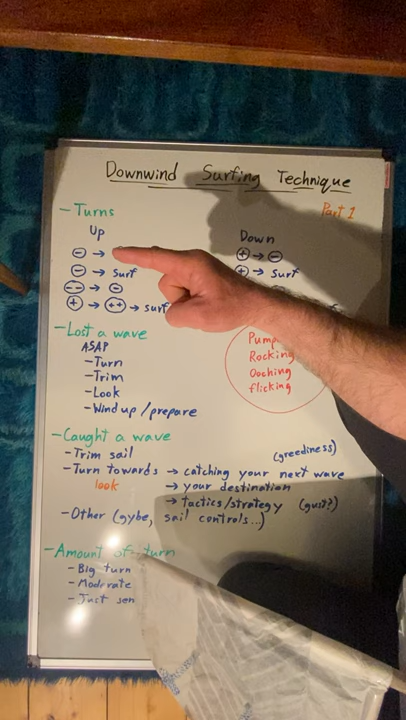 Downwind Surfing Technique
Part 1
- Turns
Up
⊖ →
⊖ → surf
(--) → ⊖
⊕ → (++) → surf
Down
⊕ → ⊖
⊕ → surf
- Lost a wave
ASAP
- Turn
- Trim
- Look
- Wind up/prepare
Rocking
Ooching
flicking
- Caught a wave
- Trim sail
- Turn towards → catching your next wave (greediness)
look → your destination
→ tactics/strategy (gust?)
- Other (gybe, sail controls...)
- Amount of turn
- Big turn
- Moderate
- Just